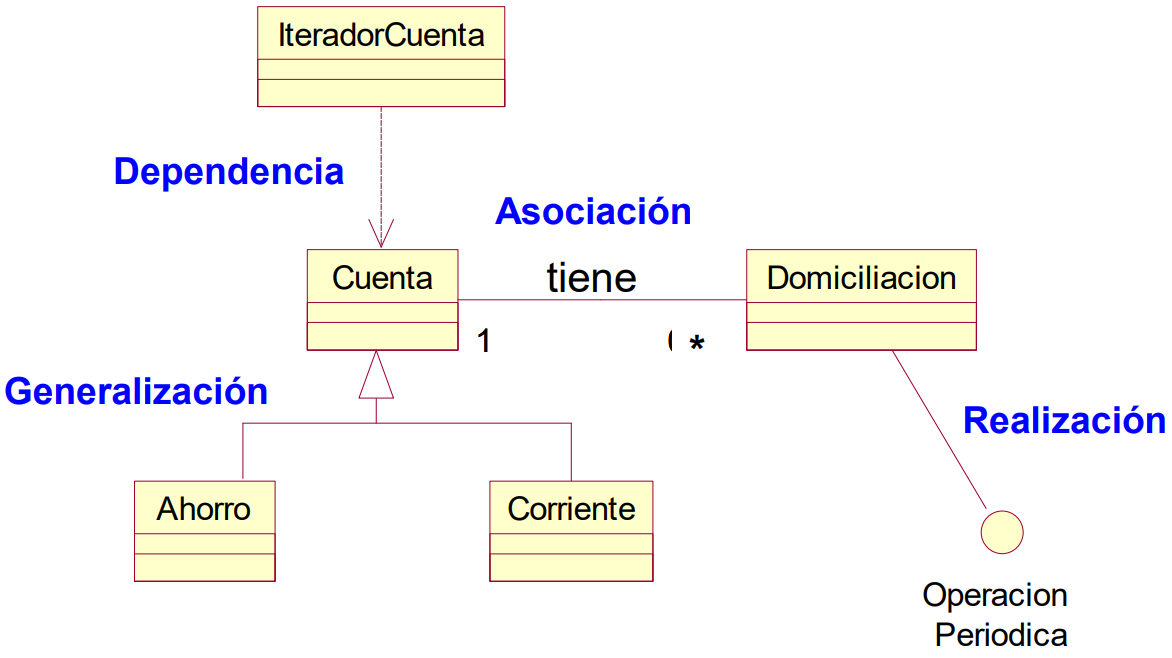 IteradorCuenta
Dependencia
Asociación
Cuenta
tiene
Domiciliacion
1
*
Generalización
Realización
Ahorro
Corriente
Operacion
Periodica